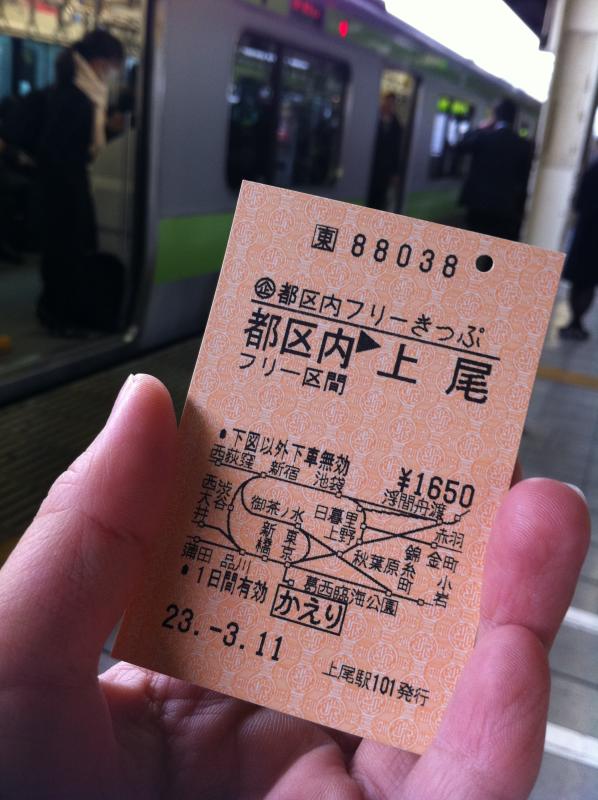 東 88038
企 都区内フリーきっぷ
都区内▶上尾
フリー区間
•下図以外下車無効
¥1650
西荻窪 新宿 池袋 浮間舟渡
西大井 渋谷 御茶ノ水 日暮里 赤羽
新橋 東京 上野 秋葉原 錦糸町 金町 小岩
蒲田 品川 葛西臨海公園
•1日間有効 かえり
23.-3.11
上尾駅101発行